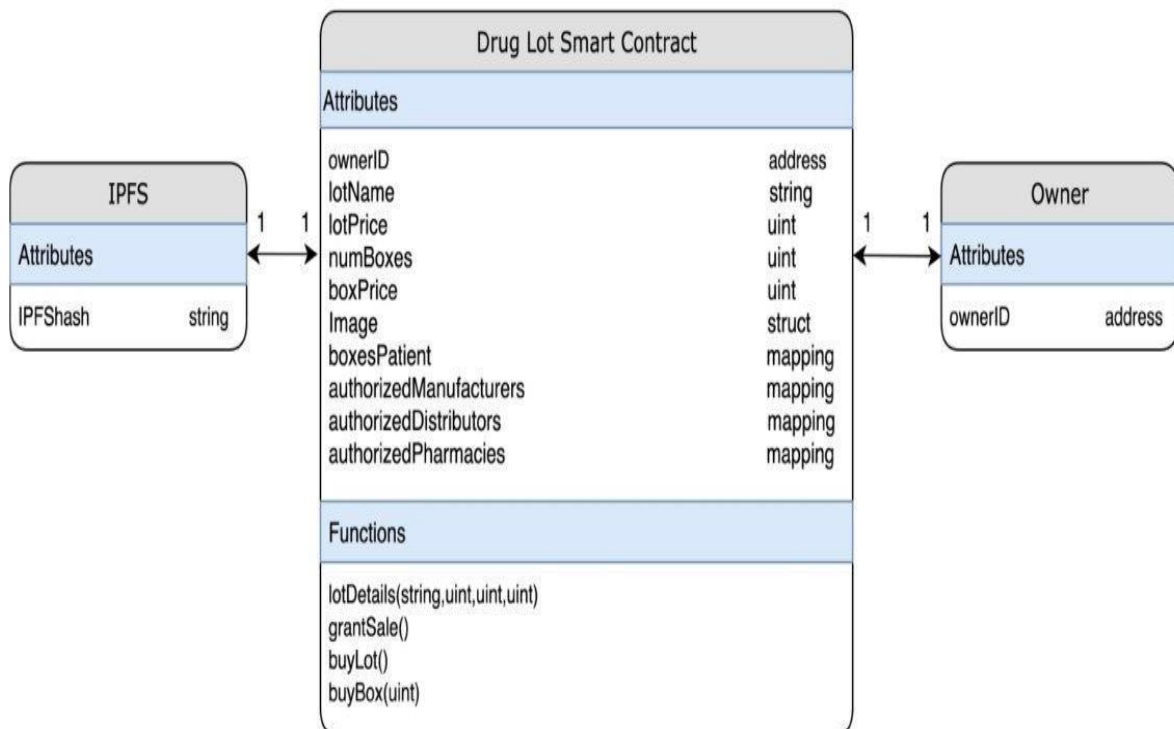 IPFS
Attributes
IPFShash string
1 1
Drug Lot Smart Contract
Attributes
ownerID address
lotName string
lotPrice uint
numBoxes uint
boxPrice uint
Image struct
boxesPatient mapping
authorizedManufacturers mapping
authorizedDistributors mapping
authorizedPharmacies mapping
Functions
lotDetails(string,uint,uint,uint)
grantSale()
buyLot()
buyBox(uint)
1 1
Owner
Attributes
ownerID address